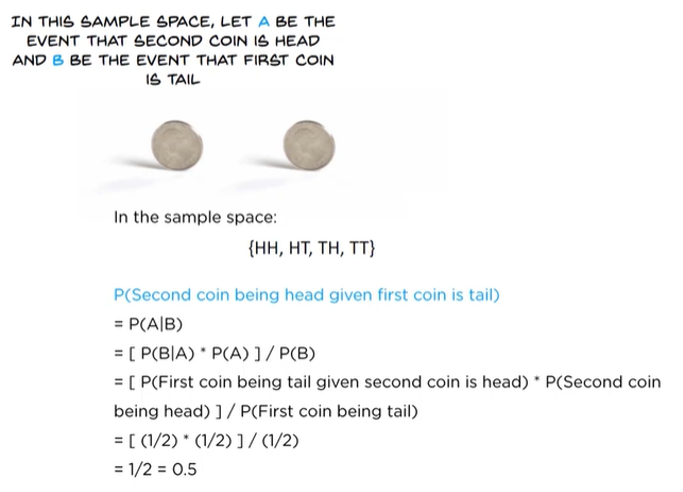 IN THIS SAMPLE SPACE, LET A BE THE
EVENT THAT SECOND COIN IS HEAD
AND B BE THE EVENT THAT FIRST COIN
IS TAIL
In the sample space:
{HH, HT, TH, TT}
P(Second coin being head given first coin is tail)
= P(A|B)
= [ P(B|A) * P(A) ] / P(B)
= [ P(First coin being tail given second coin is head) * P(Second coin
being head) ] / P(First coin being tail)
= [ (1/2) * (1/2) ] / (1/2)
= 1/2 = 0.5